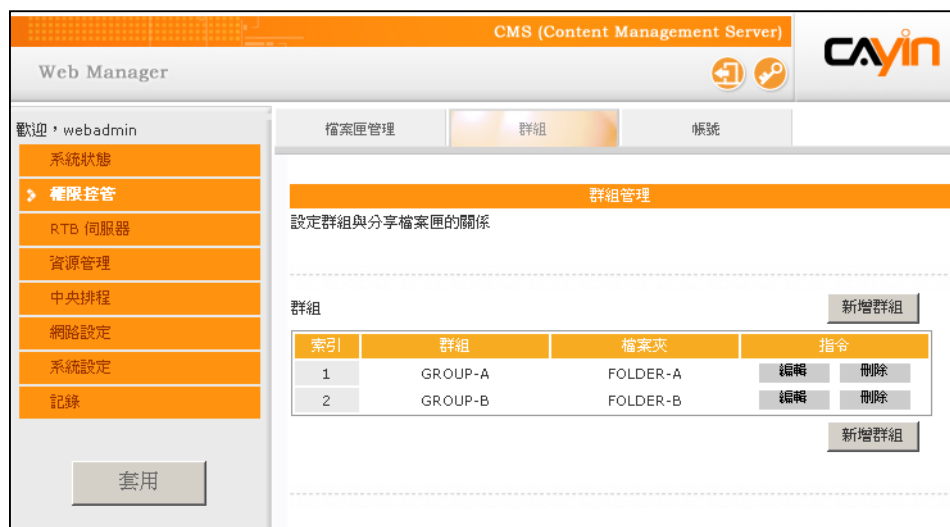 CMS (Content Management Server)
CAYIN
Web Manager
歡迎,webadmin
系統狀態
權限控管
RTB 伺服器
資源管理
中央排程
網路設定
系統設定
記錄
套用
檔案匣管理 群組 帳號
群組管理
設定群組與分享檔案匣的關係
群組 新增群組
索引 群組 檔案夾 指令
1 GROUP-A FOLDER-A 編輯 刪除
2 GROUP-B FOLDER-B 編輯 刪除
新增群組